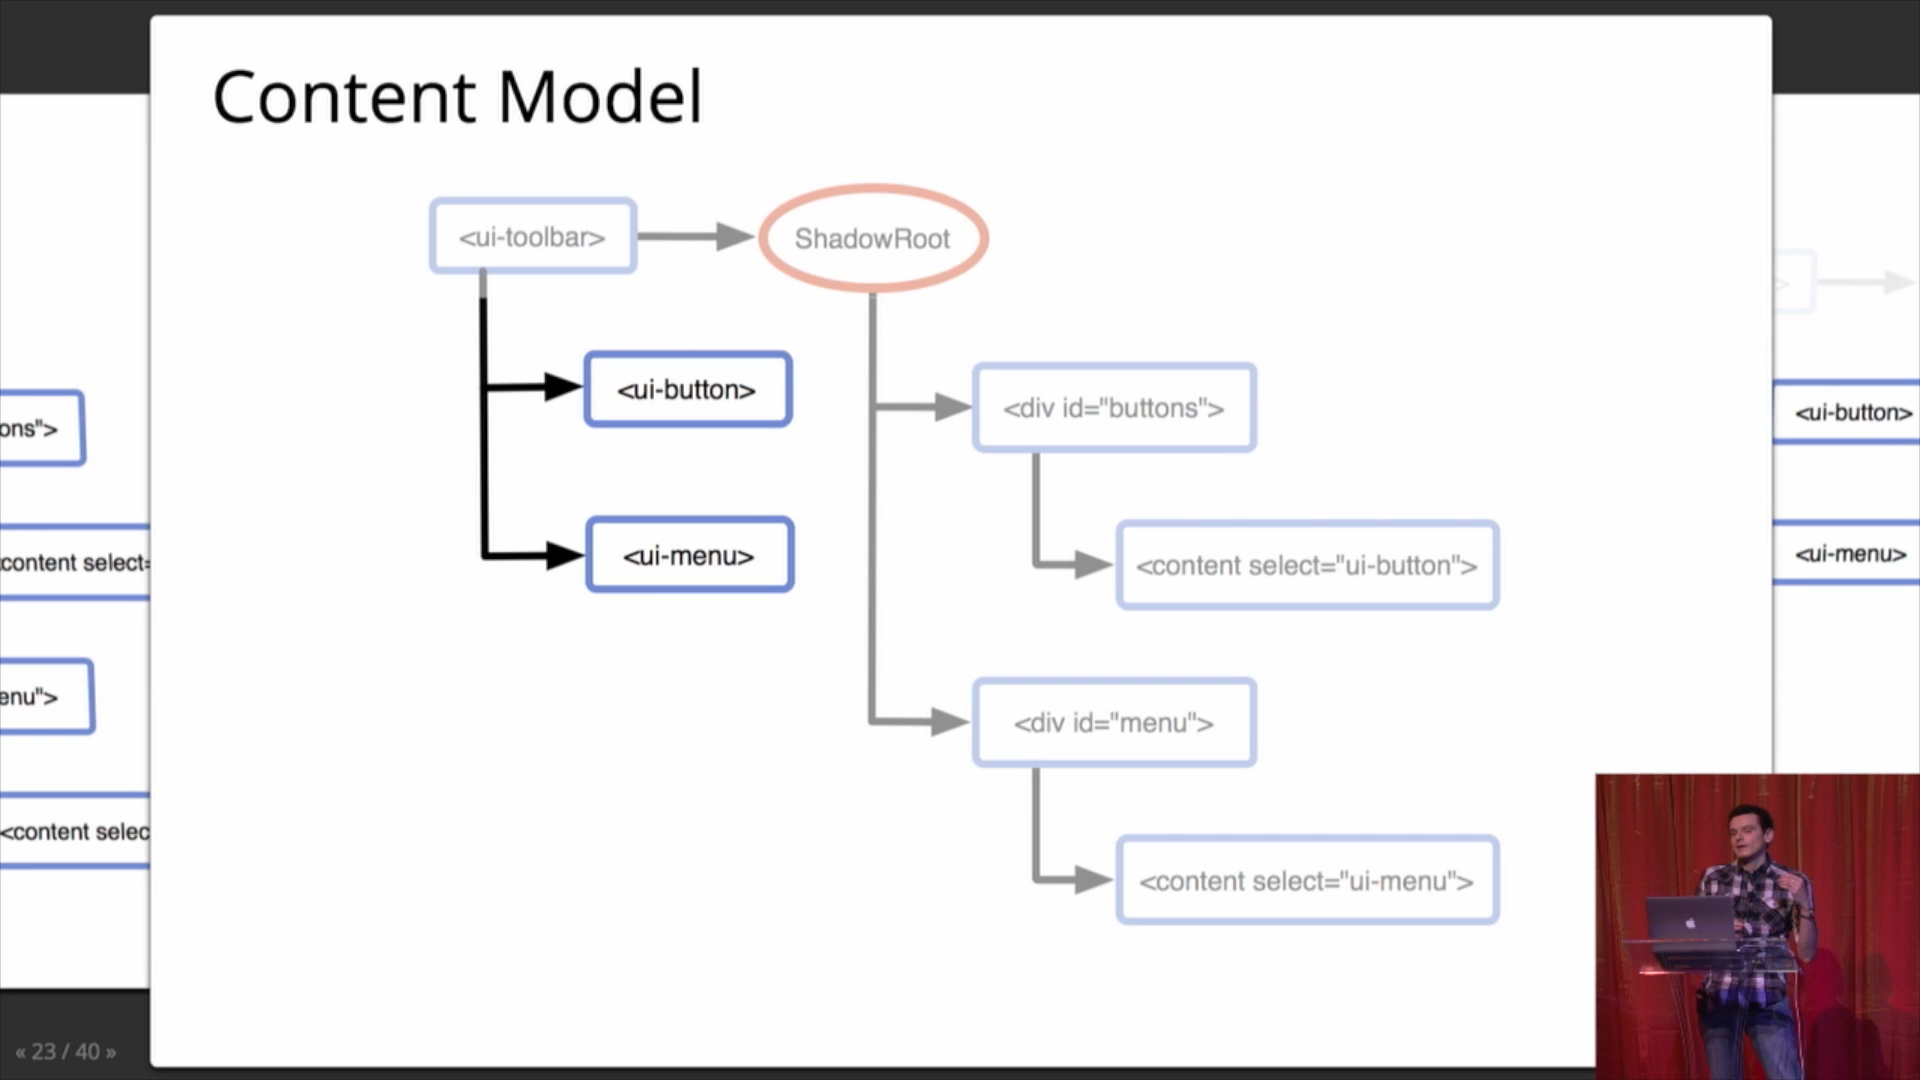 Content Model
<ui-toolbar>
ShadowRoot
<ui-button>
<div id="buttons">
<ui-menu>
<content select="ui-button">
<div id="menu">
<content select="ui-menu">
ons">
content select=
enu">
<content selec
>
<ui-button>
<ui-menu>
« 23 / 40 »